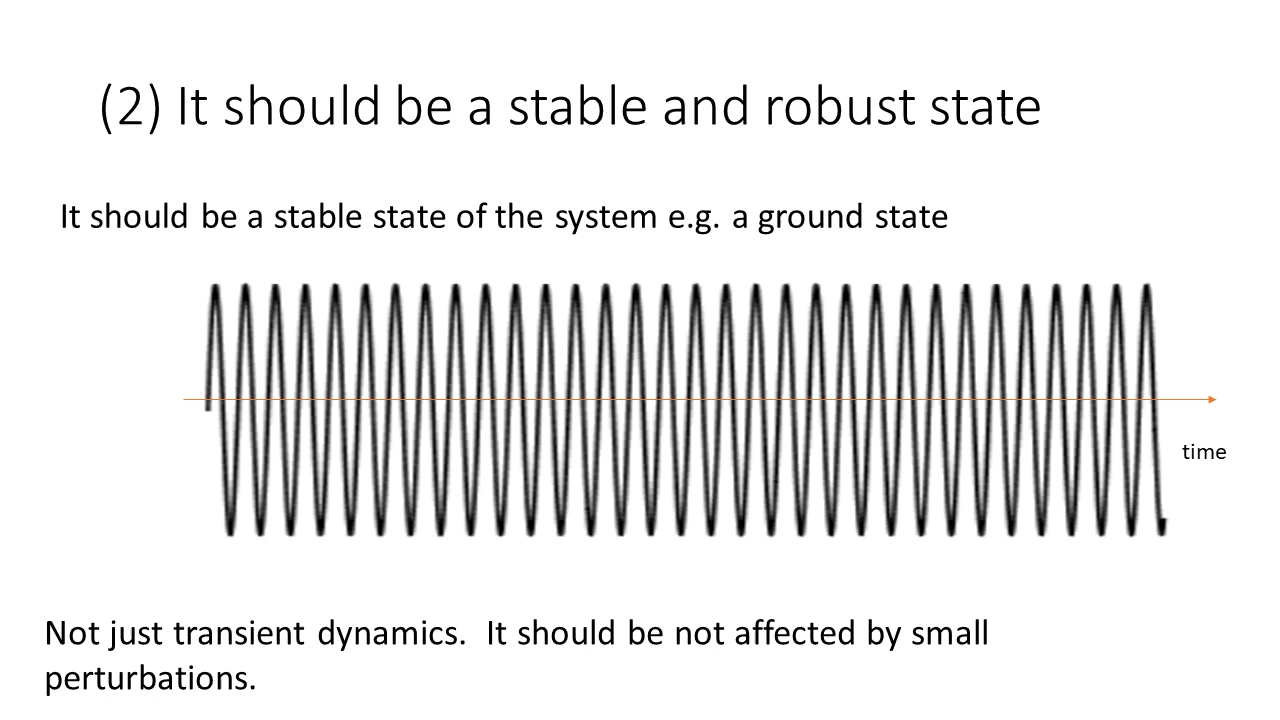 (2) It should be a stable and robust state
It should be a stable state of the system e.g. a ground state
time
Not just transient dynamics.  It should be not affected by small
perturbations.